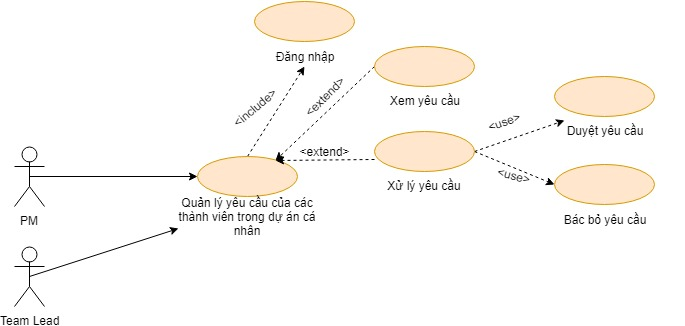 Đăng nhập
<include>
<extend>
Xem yêu cầu
<use>
Duyệt yêu cầu
<extend>
Xử lý yêu cầu
<use>
Bác bỏ yêu cầu
PM
Quản lý yêu cầu của các
thành viên trong dự án cá
nhân
Team Lead